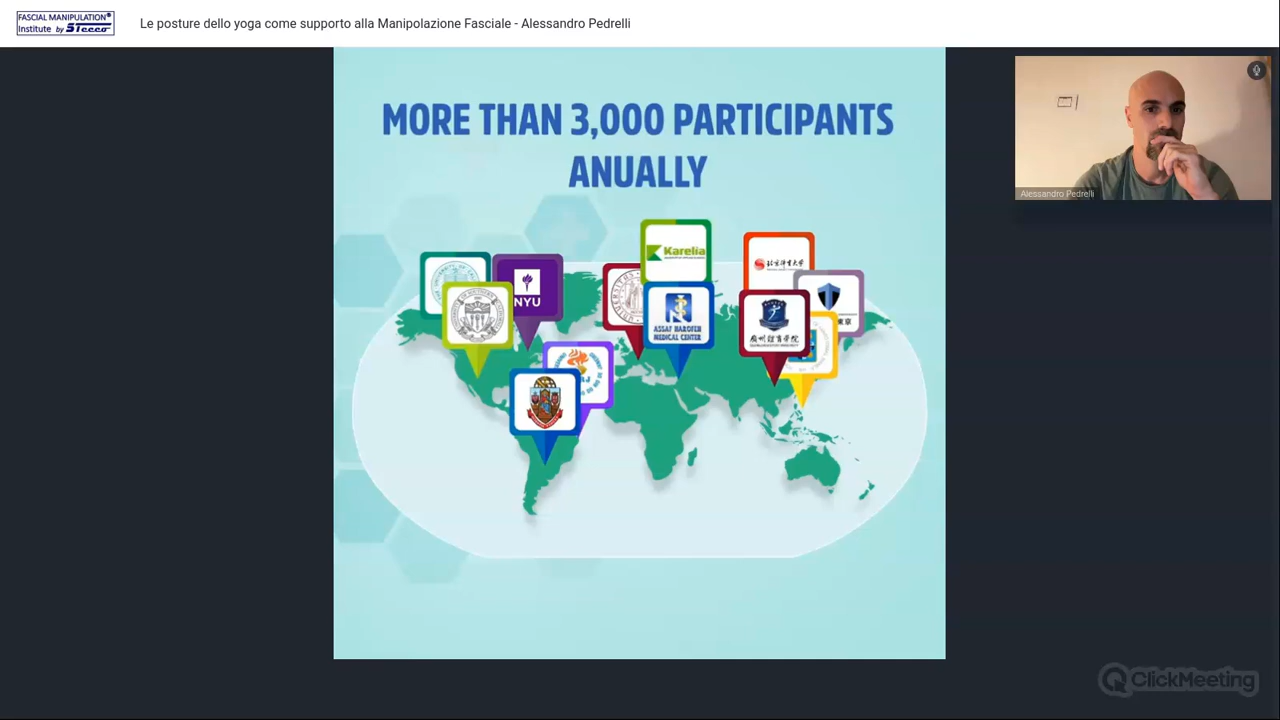 FASCIAL MANIPULATION®
Institute by Stecco
Le posture dello yoga come supporto alla Manipolazione Fasciale - Alessandro Pedrelli
MORE THAN 3,000 PARTICIPANTS
ANUALLY
Karelia
NYU
ASSAF HAROFEH
MEDICAL CENTER
Alessandro Pedrelli
ClickMeeting